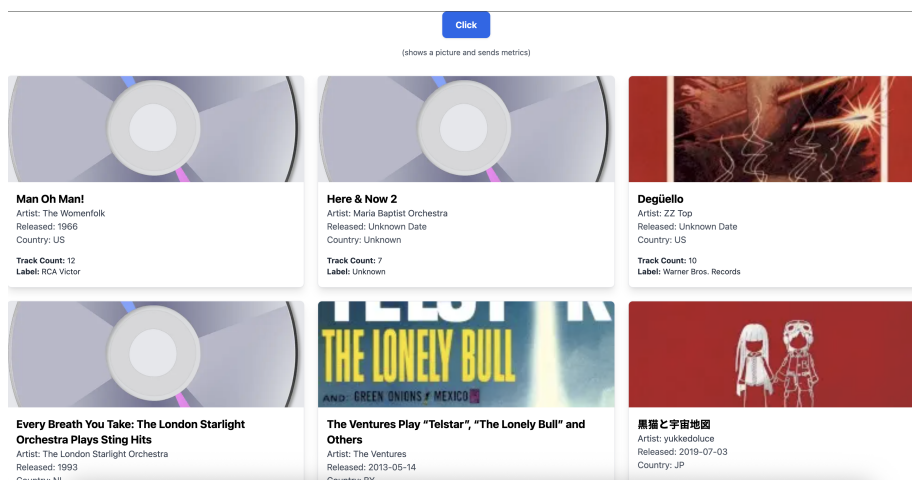 Click
(shows a picture and sends metrics)
Man Oh Man!
Artist: The Womenfolk
Released: 1966
Country: US
Track Count: 12
Label: RCA Victor
Here & Now 2
Artist: Maria Baptist Orchestra
Released: Unknown Date
Country: Unknown
Track Count: 7
Label: Unknown
Degüello
Artist: ZZ Top
Released: Unknown Date
Country: US
Track Count: 10
Label: Warner Bros. Records
Every Breath You Take: The London Starlight
Orchestra Plays Sting Hits
Artist: The London Starlight Orchestra
Released: 1993
Country: NL
THE LONELY BULL
AND: GREEN ONIONS MEXICO
The Ventures Play “Telstar”, “The Lonely Bull” and
Others
Artist: The Ventures
Released: 2013-05-14
Country:
黒猫と宇宙地図
Artist: yukkedoluce
Released: 2019-07-03
Country: JP